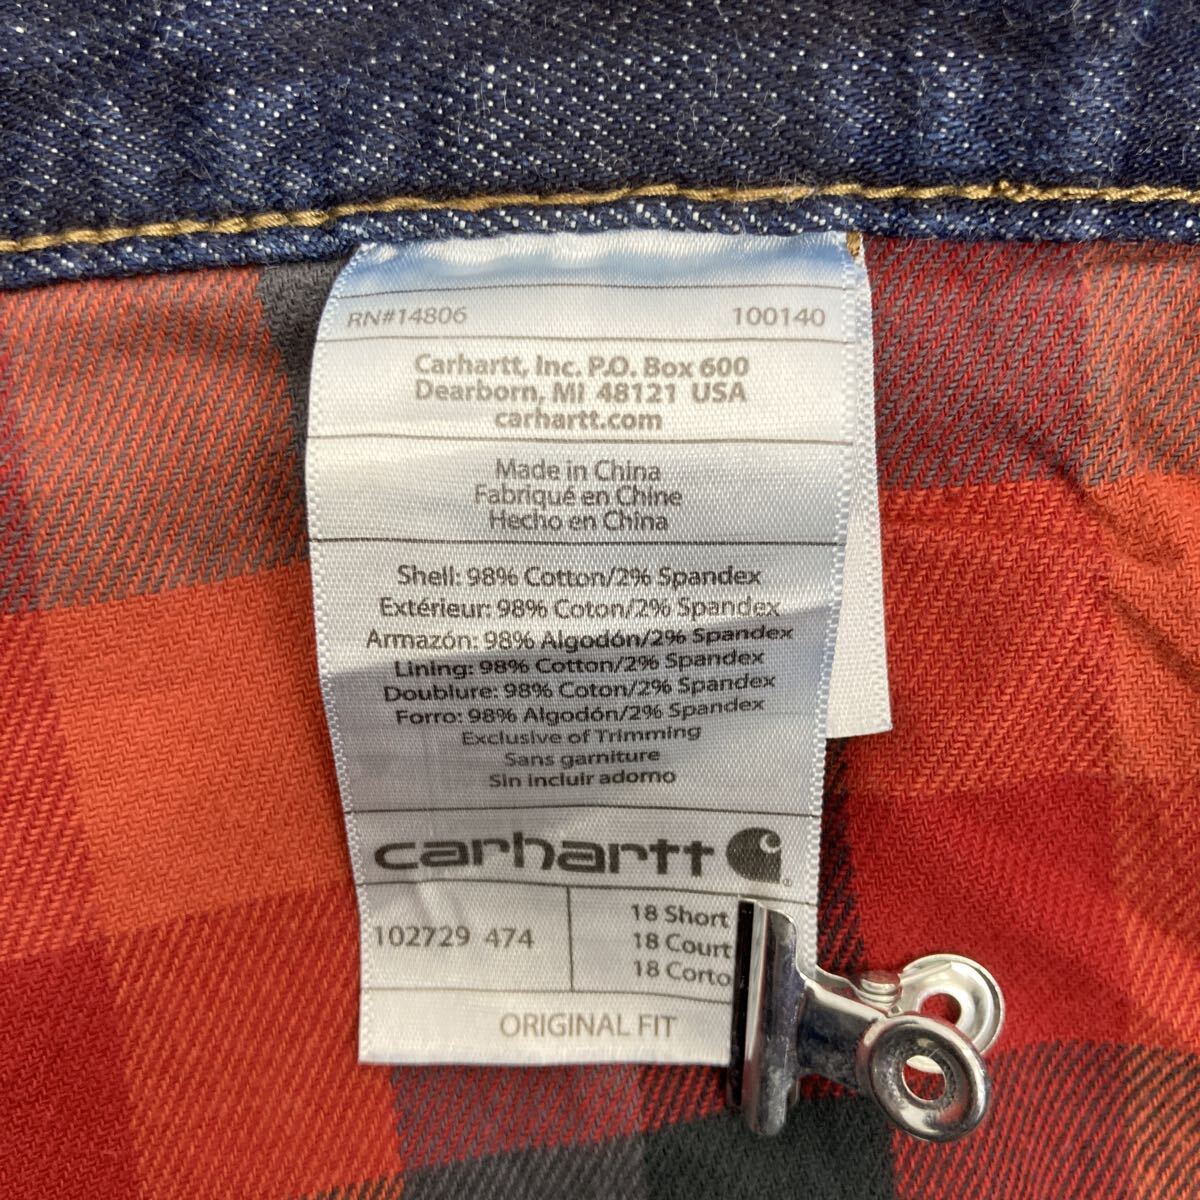 RN#14806 100140
Carhartt, Inc. P.O. Box 600
Dearborn, MI 48121 USA
carhartt.com
Made in China
Fabriqué en Chine
Hecho en China
Shell: 98% Cotton/2% Spandex
Extérieur: 98% Coton/2% Spandex
Armazón: 98% Algodón/2% Spandex
Lining: 98% Cotton/2% Spandex
Doublure: 98% Coton/2% Spandex
Forro: 98% Algodón/2% Spandex
Exclusive of Trimming
Sans garniture
Sin incluir adorno
carhartt
102729 474
18 Short
18 Court
18 Corto
ORIGINAL FIT